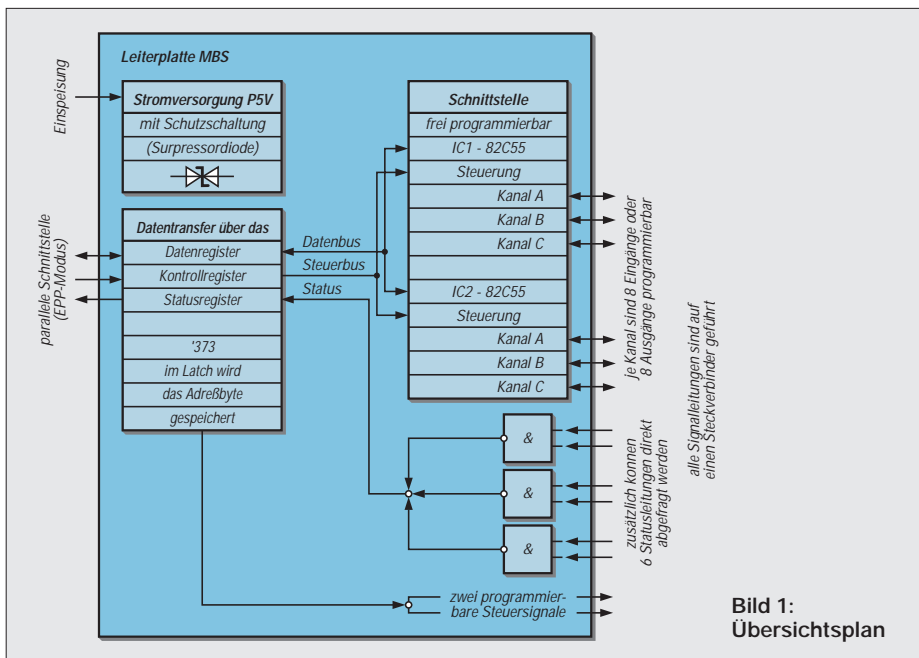 Leiterplatte MBS
Einspeisung
Stromversorgung P5V
mit Schutzschaltung
(Surpressordiode)
parallele Schnittstelle
(EPP-Modus)
Datentransfer über das
Datenregister
Kontrollregister
Statusregister
'373
im Latch wird
das Adreßbyte
gespeichert
Datenbus
Steuerbus
Status
Schnittstelle
frei programmierbar
IC1 - 82C55
Steuerung
Kanal A
Kanal B
Kanal C
IC2 - 82C55
Steuerung
Kanal A
Kanal B
Kanal C
je Kanal sind 8 Eingänge oder
8 Ausgänge programmierbar
alle Signalleitungen sind auf
einen Steckverbinder geführt
&
&
&
zusätzlich konnen
6 Statusleitungen direkt
abgefragt werden
zwei programmier-
bare Steuersignale
Bild 1:
Übersichtsplan